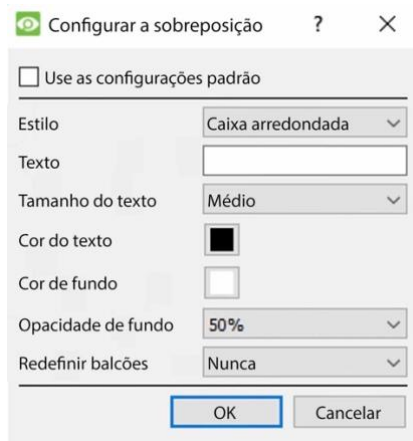 Configurar a sobreposição ? ×
Use as configurações padrão
Estilo Caixa arredondada
Texto
Tamanho do texto Médio
Cor do texto
Cor de fundo
Opacidade de fundo 50%
Redefinir balcões Nunca
OK Cancelar